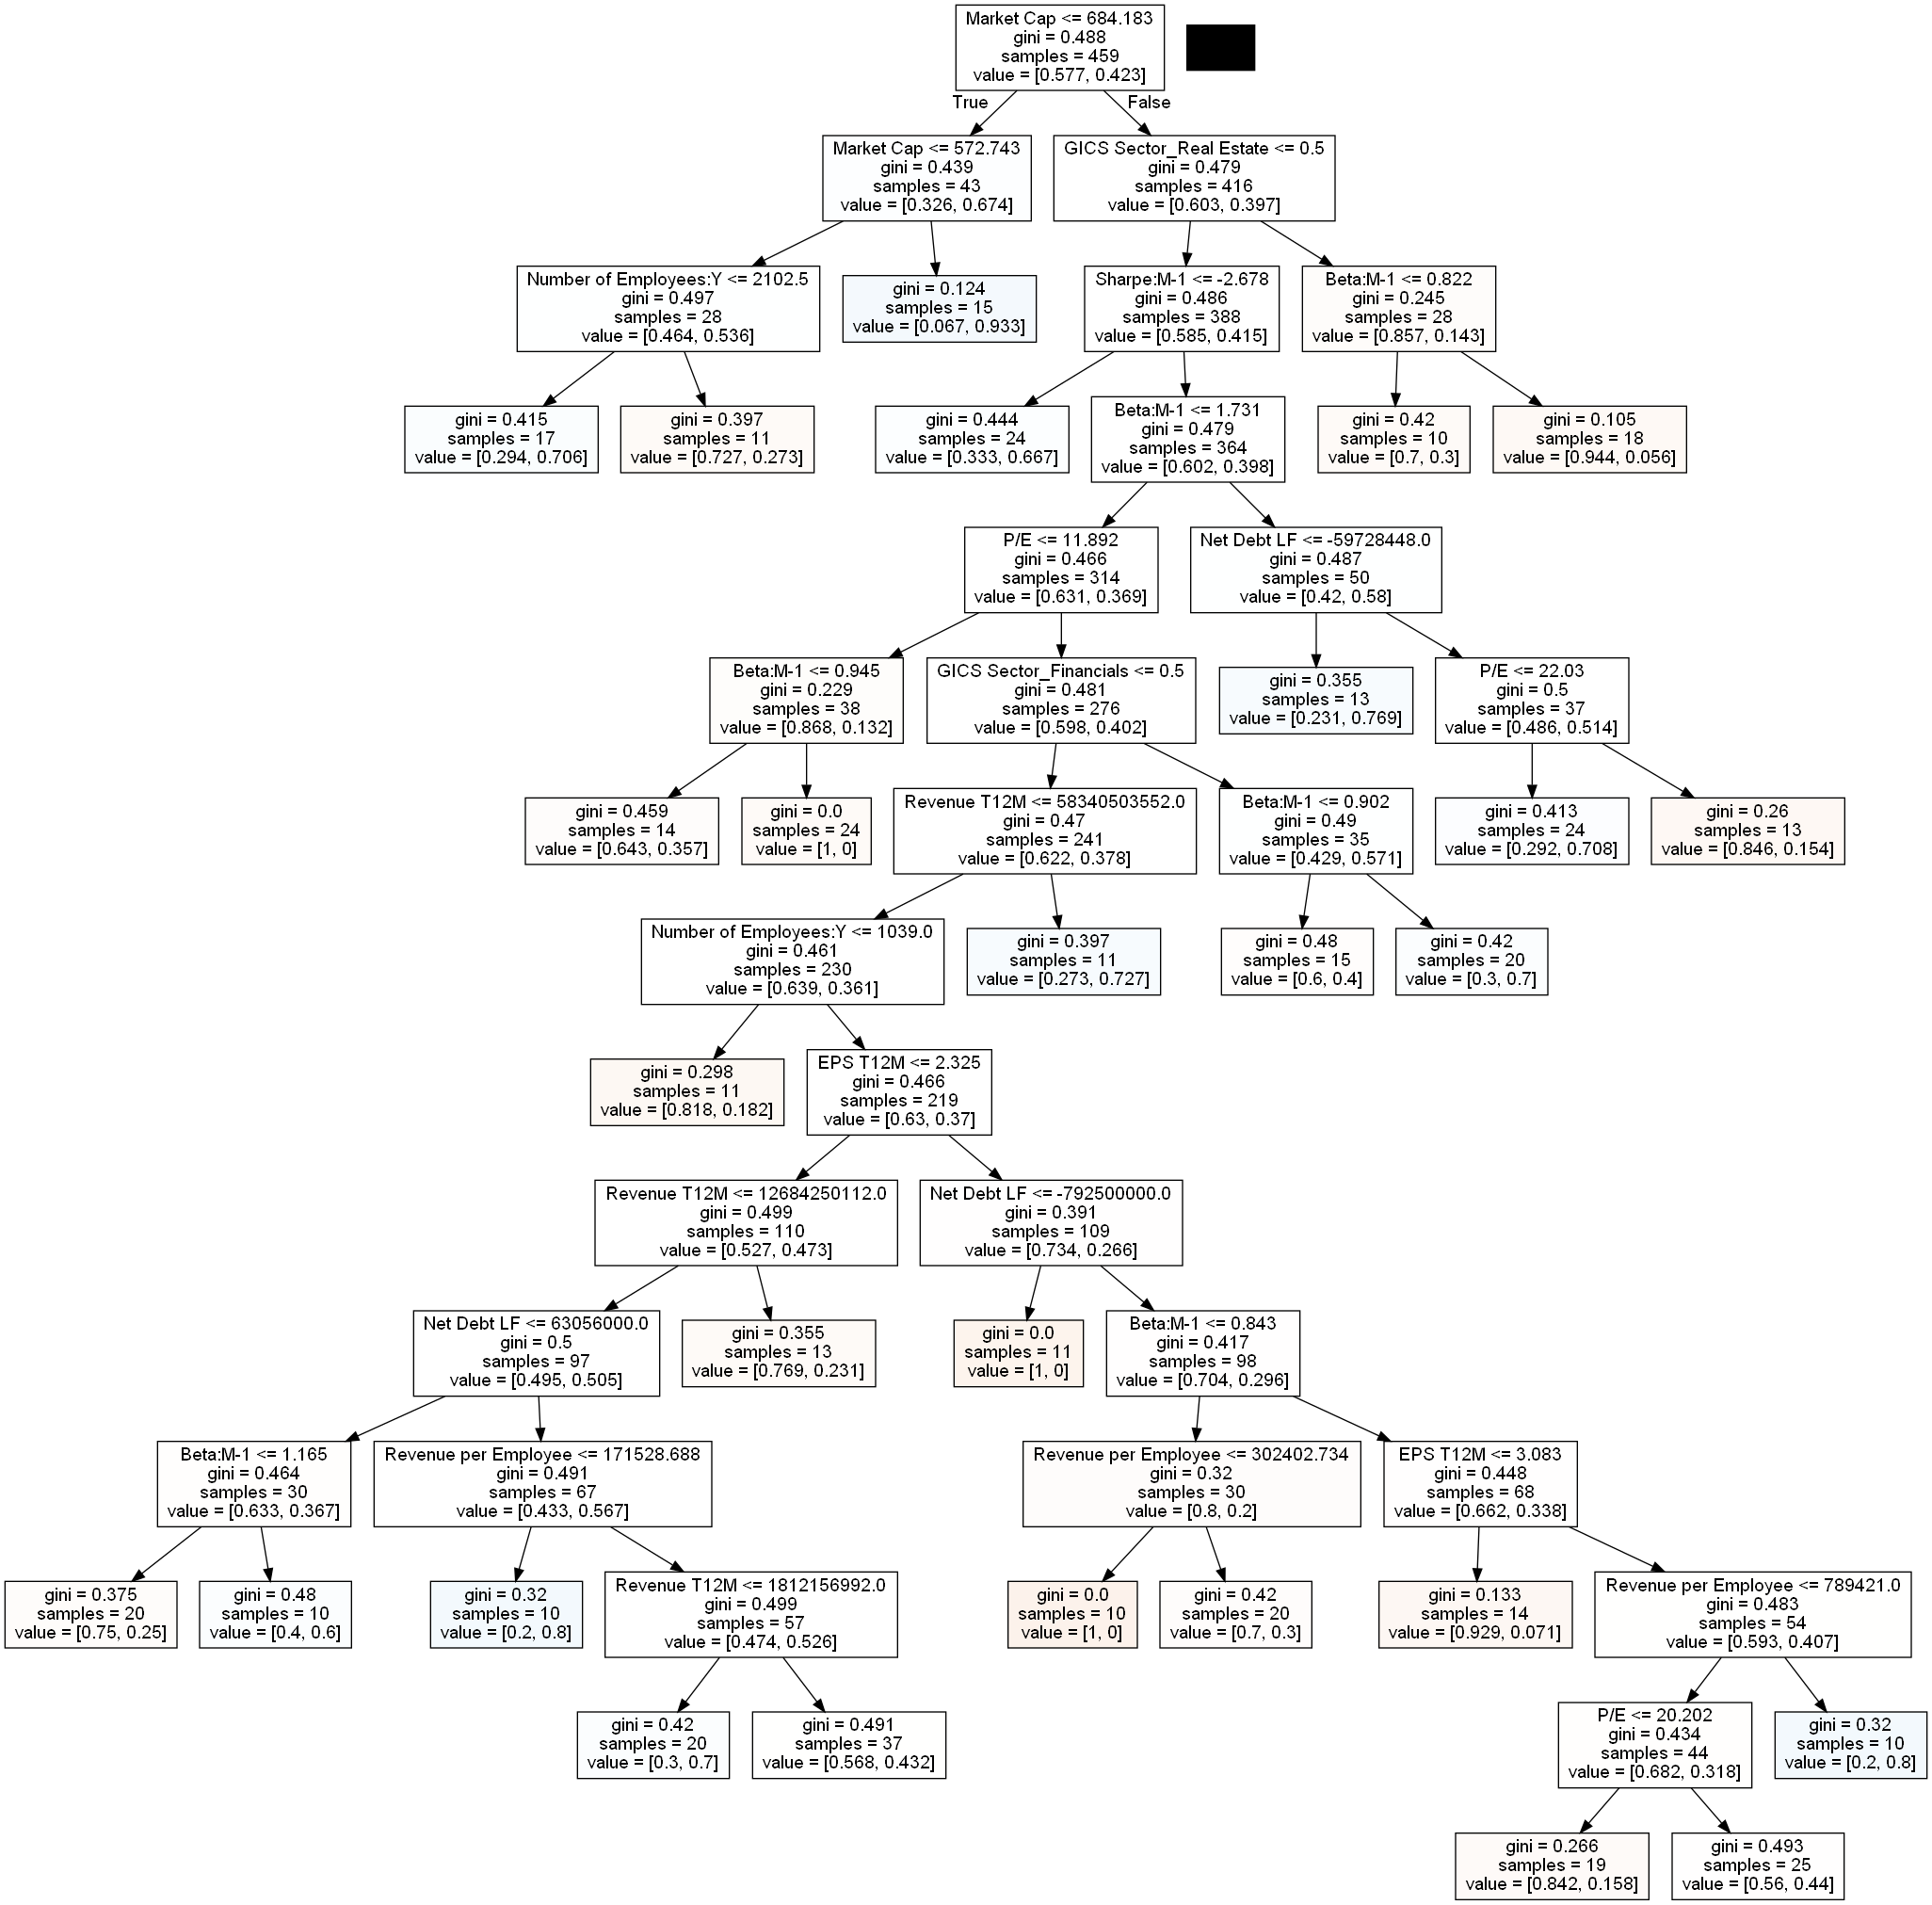 Market Cap <= 684.183
gini = 0.488
samples = 459
value = [0.577, 0.423]
True
False
Market Cap <= 572.743
gini = 0.439
samples = 43
value = [0.326, 0.674]
GICS Sector_Real Estate <= 0.5
gini = 0.479
samples = 416
value = [0.603, 0.397]
Number of Employees:Y <= 2102.5
gini = 0.497
samples = 28
value = [0.464, 0.536]
gini = 0.124
samples = 15
value = [0.067, 0.933]
Sharpe:M-1 <= -2.678
gini = 0.486
samples = 388
value = [0.585, 0.415]
Beta:M-1 <= 0.822
gini = 0.245
samples = 28
value = [0.857, 0.143]
gini = 0.415
samples = 17
value = [0.294, 0.706]
gini = 0.397
samples = 11
value = [0.727, 0.273]
gini = 0.444
samples = 24
value = [0.333, 0.667]
Beta:M-1 <= 1.731
gini = 0.479
samples = 364
value = [0.602, 0.398]
gini = 0.42
samples = 10
value = [0.7, 0.3]
gini = 0.105
samples = 18
value = [0.944, 0.056]
P/E <= 11.892
gini = 0.466
samples = 314
value = [0.631, 0.369]
Net Debt LF <= -59728448.0
gini = 0.487
samples = 50
value = [0.42, 0.58]
Beta:M-1 <= 0.945
gini = 0.229
samples = 38
value = [0.868, 0.132]
GICS Sector_Financials <= 0.5
gini = 0.481
samples = 276
value = [0.598, 0.402]
gini = 0.355
samples = 13
value = [0.231, 0.769]
P/E <= 22.03
gini = 0.5
samples = 37
value = [0.486, 0.514]
gini = 0.459
samples = 14
value = [0.643, 0.357]
gini = 0.0
samples = 24
value = [1, 0]
Revenue T12M <= 58340503552.0
gini = 0.47
samples = 241
value = [0.622, 0.378]
Beta:M-1 <= 0.902
gini = 0.49
samples = 35
value = [0.429, 0.571]
gini = 0.413
samples = 24
value = [0.292, 0.708]
gini = 0.26
samples = 13
value = [0.846, 0.154]
Number of Employees:Y <= 1039.0
gini = 0.461
samples = 230
value = [0.639, 0.361]
gini = 0.397
samples = 11
value = [0.273, 0.727]
gini = 0.48
samples = 15
value = [0.6, 0.4]
gini = 0.42
samples = 20
value = [0.3, 0.7]
gini = 0.298
samples = 11
value = [0.818, 0.182]
EPS T12M <= 2.325
gini = 0.466
samples = 219
value = [0.63, 0.37]
Revenue T12M <= 12684250112.0
gini = 0.499
samples = 110
value = [0.527, 0.473]
Net Debt LF <= -792500000.0
gini = 0.391
samples = 109
value = [0.734, 0.266]
Net Debt LF <= 63056000.0
gini = 0.5
samples = 97
value = [0.495, 0.505]
gini = 0.355
samples = 13
value = [0.769, 0.231]
gini = 0.0
samples = 11
value = [1, 0]
Beta:M-1 <= 0.843
gini = 0.417
samples = 98
value = [0.704, 0.296]
Beta:M-1 <= 1.165
gini = 0.464
samples = 30
value = [0.633, 0.367]
Revenue per Employee <= 171528.688
gini = 0.491
samples = 67
value = [0.433, 0.567]
Revenue per Employee <= 302402.734
gini = 0.32
samples = 30
value = [0.8, 0.2]
EPS T12M <= 3.083
gini = 0.448
samples = 68
value = [0.662, 0.338]
gini = 0.375
samples = 20
value = [0.75, 0.25]
gini = 0.48
samples = 10
value = [0.4, 0.6]
gini = 0.32
samples = 10
value = [0.2, 0.8]
Revenue T12M <= 1812156992.0
gini = 0.499
samples = 57
value = [0.474, 0.526]
gini = 0.0
samples = 10
value = [1, 0]
gini = 0.42
samples = 20
value = [0.7, 0.3]
gini = 0.133
samples = 14
value = [0.929, 0.071]
Revenue per Employee <= 789421.0
gini = 0.483
samples = 54
value = [0.593, 0.407]
gini = 0.42
samples = 20
value = [0.3, 0.7]
gini = 0.491
samples = 37
value = [0.568, 0.432]
P/E <= 20.202
gini = 0.434
samples = 44
value = [0.682, 0.318]
gini = 0.32
samples = 10
value = [0.2, 0.8]
gini = 0.266
samples = 19
value = [0.842, 0.158]
gini = 0.493
samples = 25
value = [0.56, 0.44]